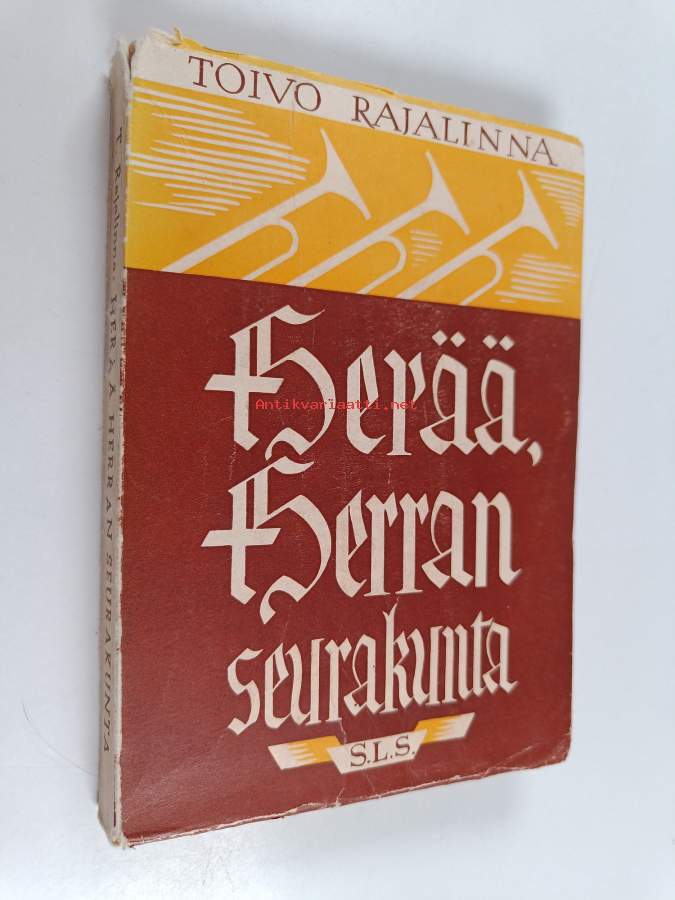 TOIVO RAJALINNA
Herää,
Herran
seurakunta
S.L.S.
T. Rajalinna. HERÄÄ HERRAN SEURAKUNTA
Antikvariaatti.net